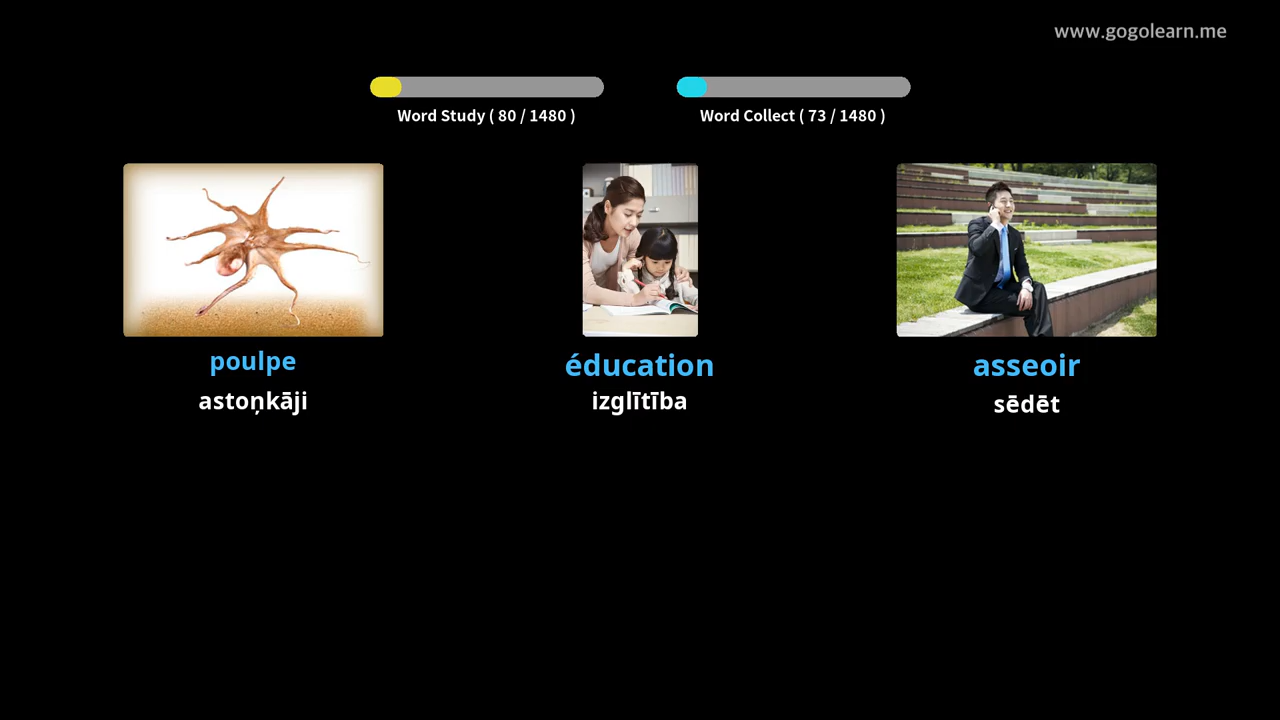 www.gogolearn.me
Word Study ( 80 / 1480 )
Word Collect ( 73 / 1480 )
poulpe
éducation
asseoir
astoņkāji
izglītība
sēdēt